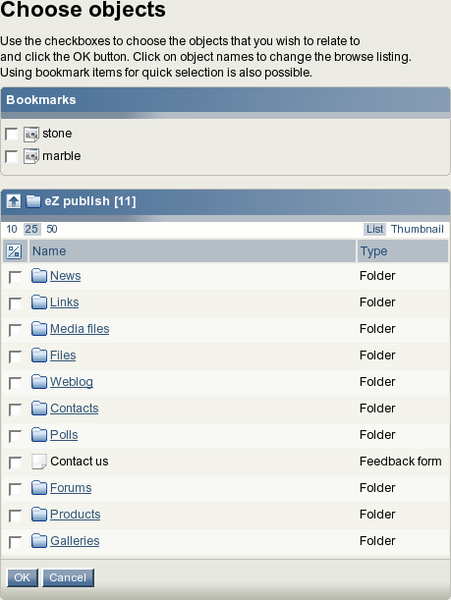 Choose objects
Use the checkboxes to choose the objects that you wish to relate to
and click the OK button. Click on object names to change the browse listing.
Using bookmark items for quick selection is also possible.
Bookmarks
stone
marble
eZ publish [11]
10 25 50 List Thumbnail
Name Type
News Folder
Links Folder
Media files Folder
Files Folder
Weblog Folder
Contacts Folder
Polls Folder
Contact us Feedback form
Forums Folder
Products Folder
Galleries Folder
OK Cancel